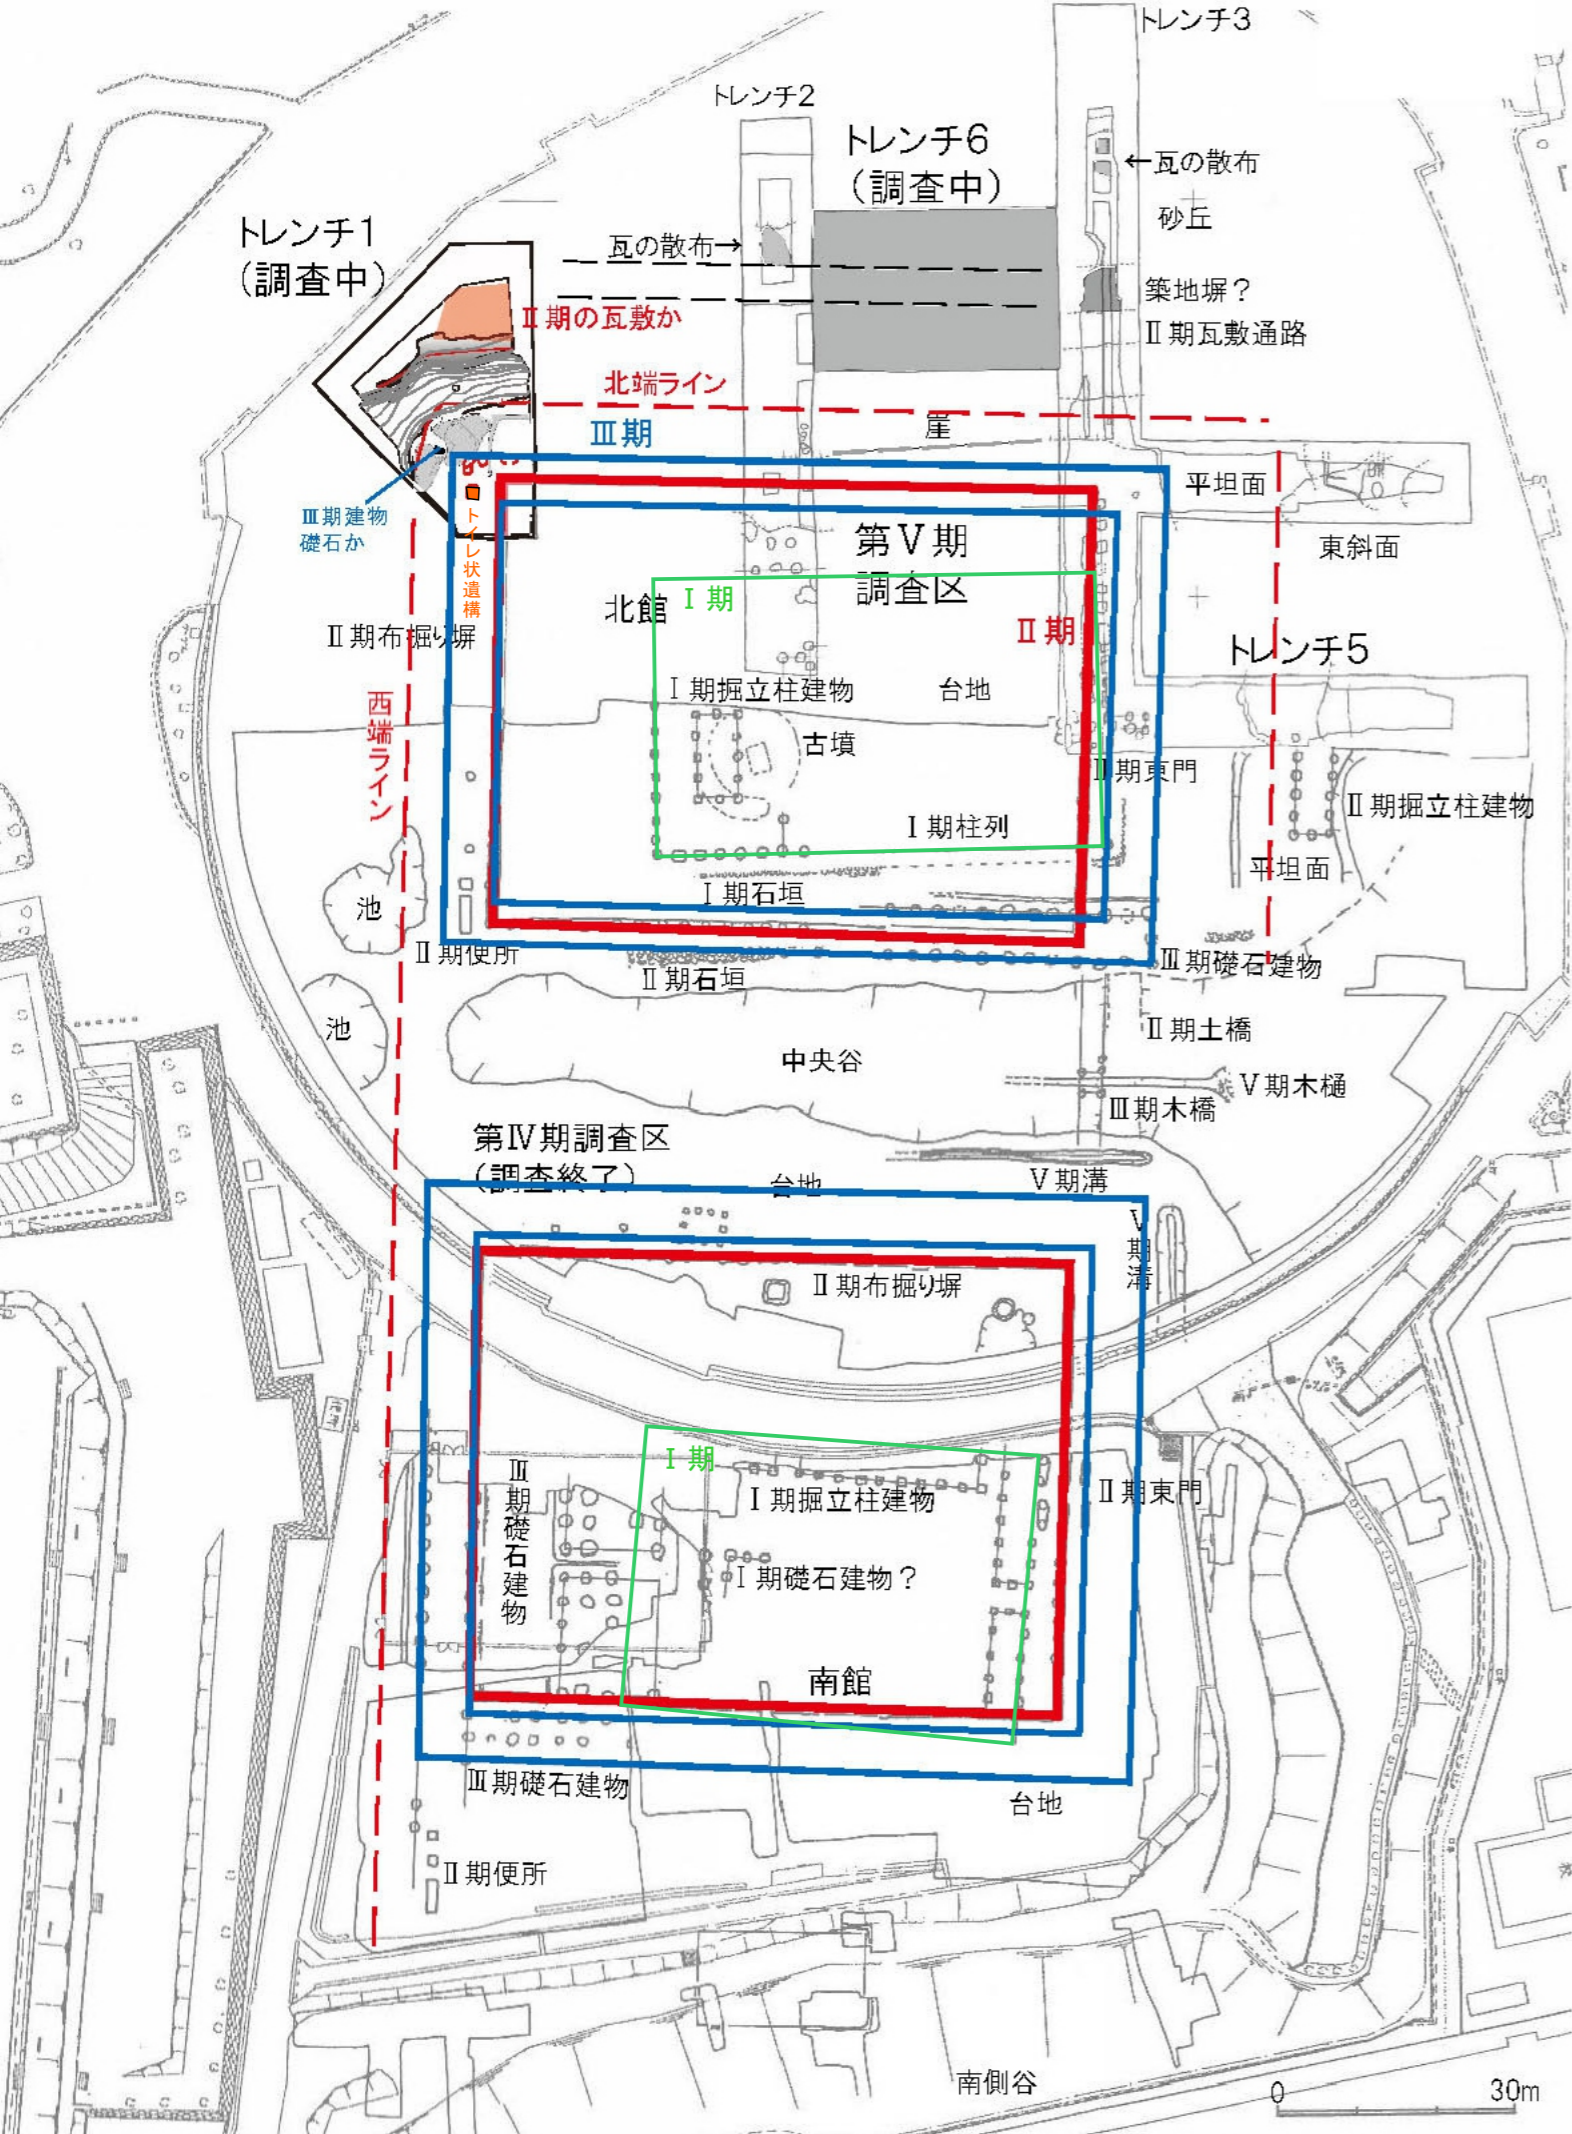 トレンチ3
トレンチ2
トレンチ6
（調査中）
←瓦の散布
砂丘
トレンチ1
（調査中）
瓦の散布→
築地塀？
Ⅱ期瓦敷通路
Ⅱ期の瓦敷か
北端ライン
崖
Ⅲ期
平坦面
東斜面
Ⅲ期建物
礎石か
トイレ状遺構
第Ⅴ期
調査区
北館
Ⅰ期
Ⅱ期
Ⅱ期布掘り塀
トレンチ5
西端ライン
Ⅰ期掘立柱建物
台地
古墳
Ⅱ期東門
Ⅱ期掘立柱建物
Ⅰ期柱列
平坦面
Ⅰ期石垣
池
Ⅱ期便所
Ⅱ期石垣
Ⅲ期礎石建物
池
Ⅱ期土橋
中央谷
Ⅴ期木樋
Ⅲ期木橋
第Ⅳ期調査区
（調査終了）
台地
Ⅴ期溝
Ⅴ期溝
Ⅱ期布掘り塀
Ⅰ期
Ⅲ期礎石建物
Ⅰ期掘立柱建物
Ⅱ期東門
Ⅰ期礎石建物？
南館
Ⅲ期礎石建物
台地
Ⅱ期便所
南側谷
0
30m